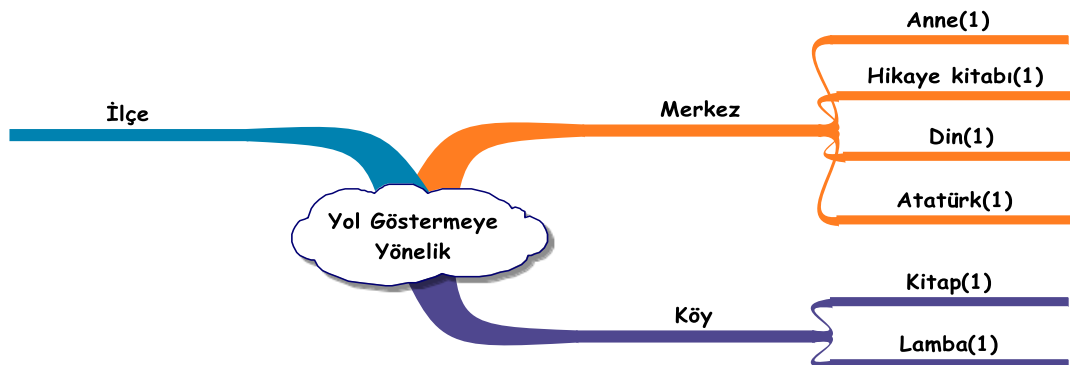 İlçe
Yol Göstermeye
Yönelik
Merkez
Anne(1)
Hikaye kitabı(1)
Din(1)
Atatürk(1)
Köy
Kitap(1)
Lamba(1)